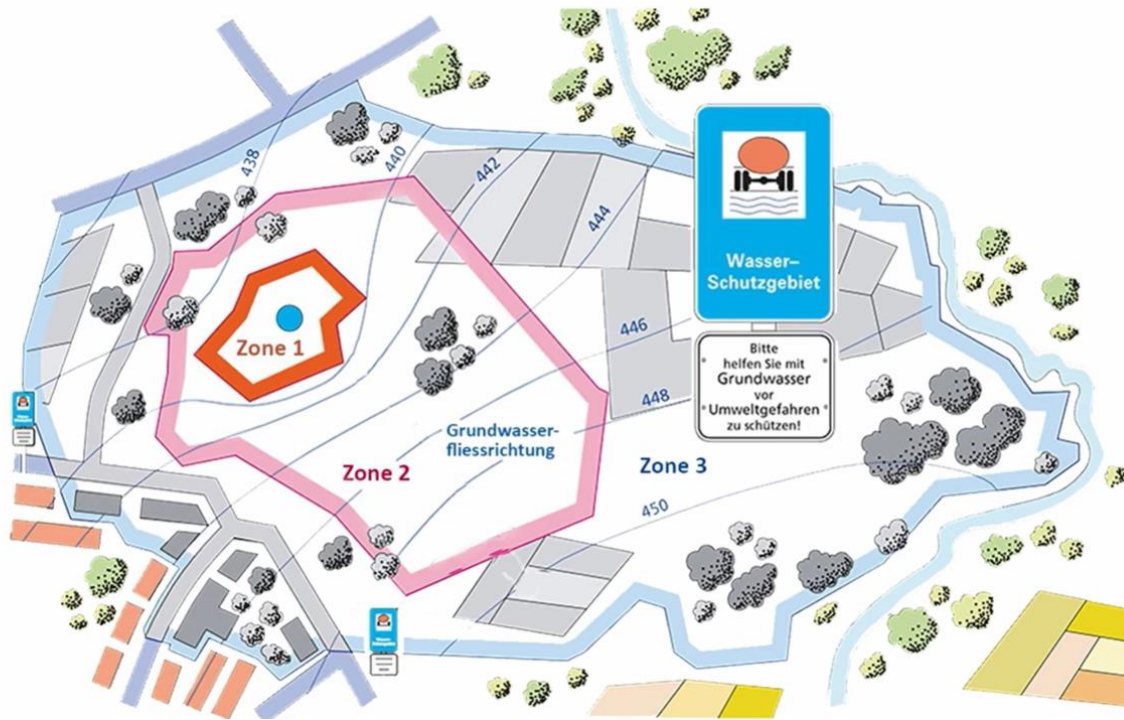 438
440
442
444
446
448
450
Wasser–
Schutzgebiet
Bitte
helfen Sie mit
Grundwasser
vor
Umweltgefahren
zu schützen!
Zone 1
Grundwasser-
fliessrichtung
Zone 2
Zone 3